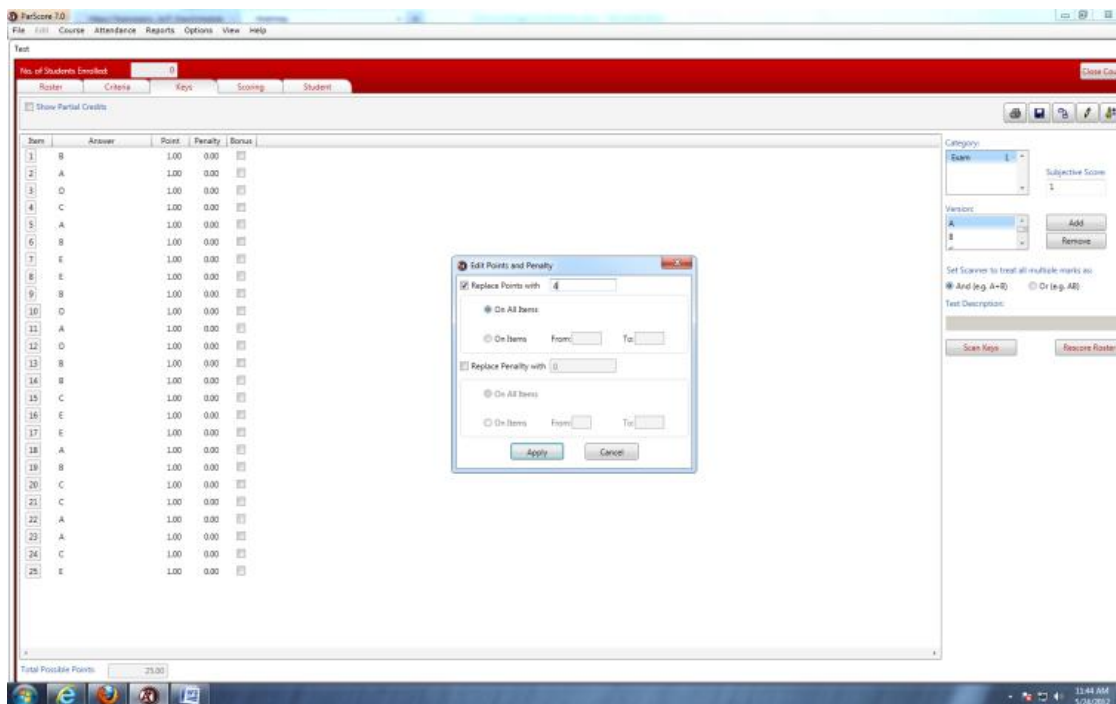 ParScore 7.0
File Edit Course Attendance Reports Options View Help
Test
No. of Students Enrolled: 0
Close Cou
Roster Criteria Keys Scoring Student
Show Partial Credits
Item Answer Point Penalty Bonus
1 B 1.00 0.00
2 A 1.00 0.00
3 D 1.00 0.00
4 C 1.00 0.00
5 A 1.00 0.00
6 B 1.00 0.00
7 E 1.00 0.00
8 E 1.00 0.00
9 B 1.00 0.00
10 D 1.00 0.00
11 A 1.00 0.00
12 D 1.00 0.00
13 B 1.00 0.00
14 B 1.00 0.00
15 C 1.00 0.00
16 E 1.00 0.00
17 E 1.00 0.00
18 A 1.00 0.00
19 B 1.00 0.00
20 C 1.00 0.00
21 C 1.00 0.00
22 A 1.00 0.00
23 A 1.00 0.00
24 C 1.00 0.00
25 E 1.00 0.00
Total Possible Points: 25.00
Edit Points and Penalty
Replace Points with 4
On All Items
On Items From: To:
Replace Penality with 0
On All Items
On Items From: To:
Apply Cancel
Category:
Exam 1
Subjective Score:
1
Version:
A
B
Add
Remove
Set Scanner to treat all multiple marks as:
And (e.g. A+B) Or (e.g. AB)
Test Description:
Scan Keys Rescore Roster
11:44 AM
5/24/2012